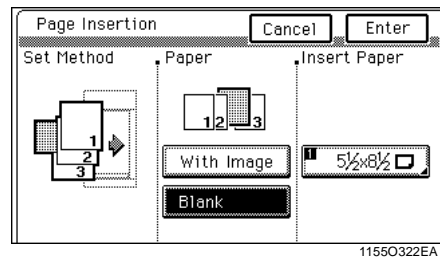 Page Insertion Cancel Enter
Set Method Paper Insert Paper
1 2 3
1
2
3
With Image
1 5½x8½
Blank
1155O322EA